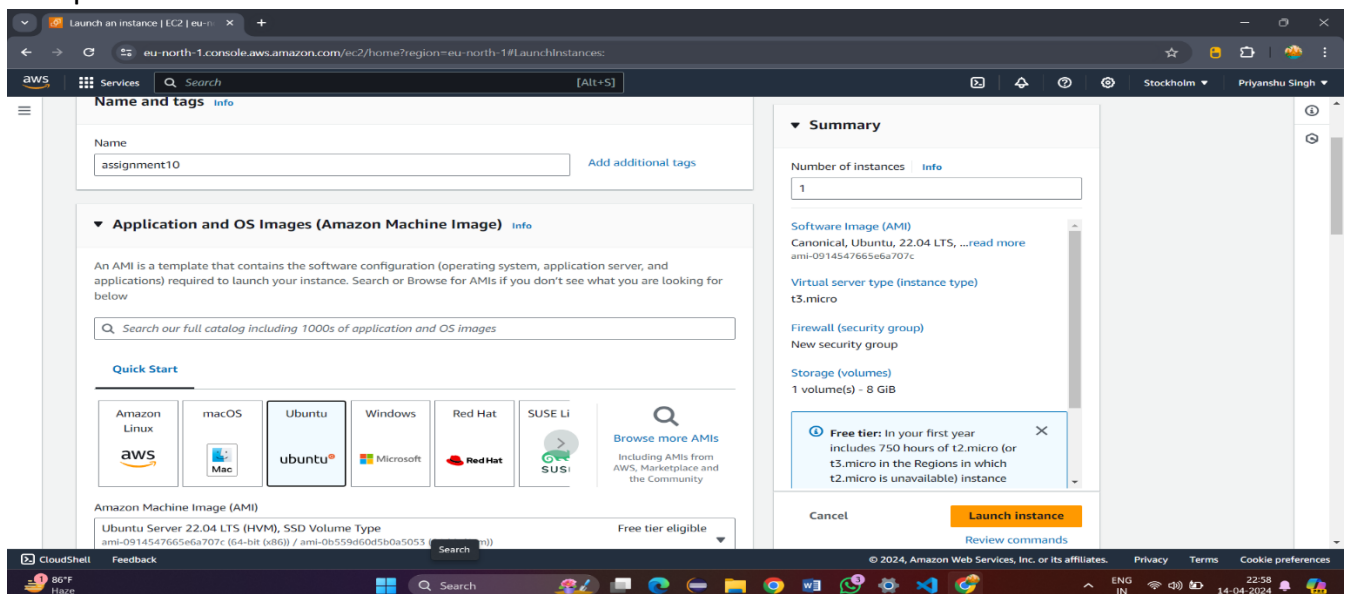 Launch an instance | EC2 | eu-n
eu-north-1.console.aws.amazon.com/ec2/home?region=eu-north-1#LaunchInstances:
aws
Services
Search
[Alt+S]
Stockholm
Priyanshu Singh
Name and tags Info
Name
assignment10
Add additional tags
Application and OS Images (Amazon Machine Image) Info
An AMI is a template that contains the software configuration (operating system, application server, and
applications) required to launch your instance. Search or Browse for AMIs if you don't see what you are looking for
below
Search our full catalog including 1000s of application and OS images
Quick Start
Amazon
Linux
aws
macOS
Mac
Ubuntu
ubuntu
Windows
Microsoft
Red Hat
Red Hat
SUSE Li
SUS
Browse more AMIs
Including AMIs from
AWS, Marketplace and
the Community
Amazon Machine Image (AMI)
Ubuntu Server 22.04 LTS (HVM), SSD Volume Type
Free tier eligible
ami-0914547665e6a707c (64-bit (x86)) / ami-0b559d60d5b0a5053
Search
Summary
Number of instances Info
1
Software Image (AMI)
Canonical, Ubuntu, 22.04 LTS, ...read more
ami-0914547665e6a707c
Virtual server type (instance type)
t3.micro
Firewall (security group)
New security group
Storage (volumes)
1 volume(s) - 8 GiB
Free tier: In your first year
includes 750 hours of t2.micro (or
t3.micro in the Regions in which
t2.micro is unavailable) instance
Cancel
Launch instance
Review commands
CloudShell
Feedback
© 2024, Amazon Web Services, Inc. or its affiliates.
Privacy
Terms
Cookie preferences
1
86°F
Haze
Search
3
ENG
IN
22:58
14-04-2024